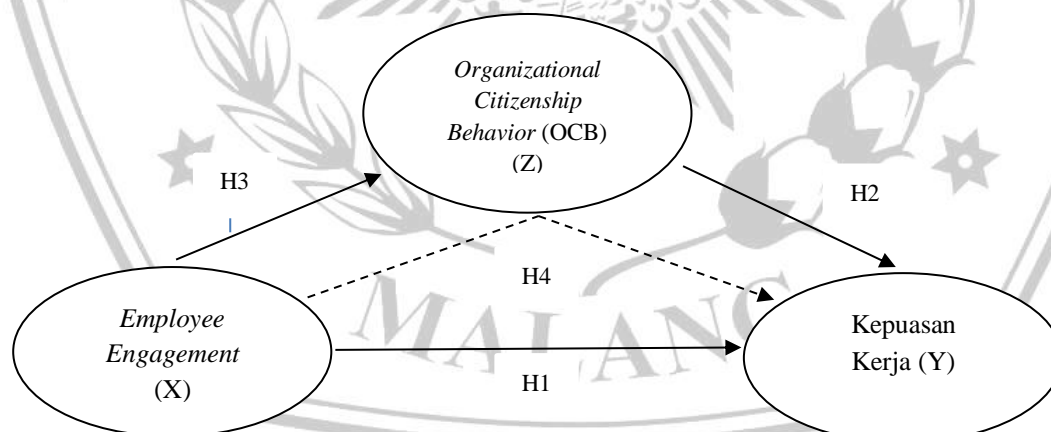 Organizational
Citizenship
Behavior (OCB)
(Z)
H3
H2
H4
Employee
Engagement
(X)
Kepuasan
Kerja (Y)
H1
MALANG